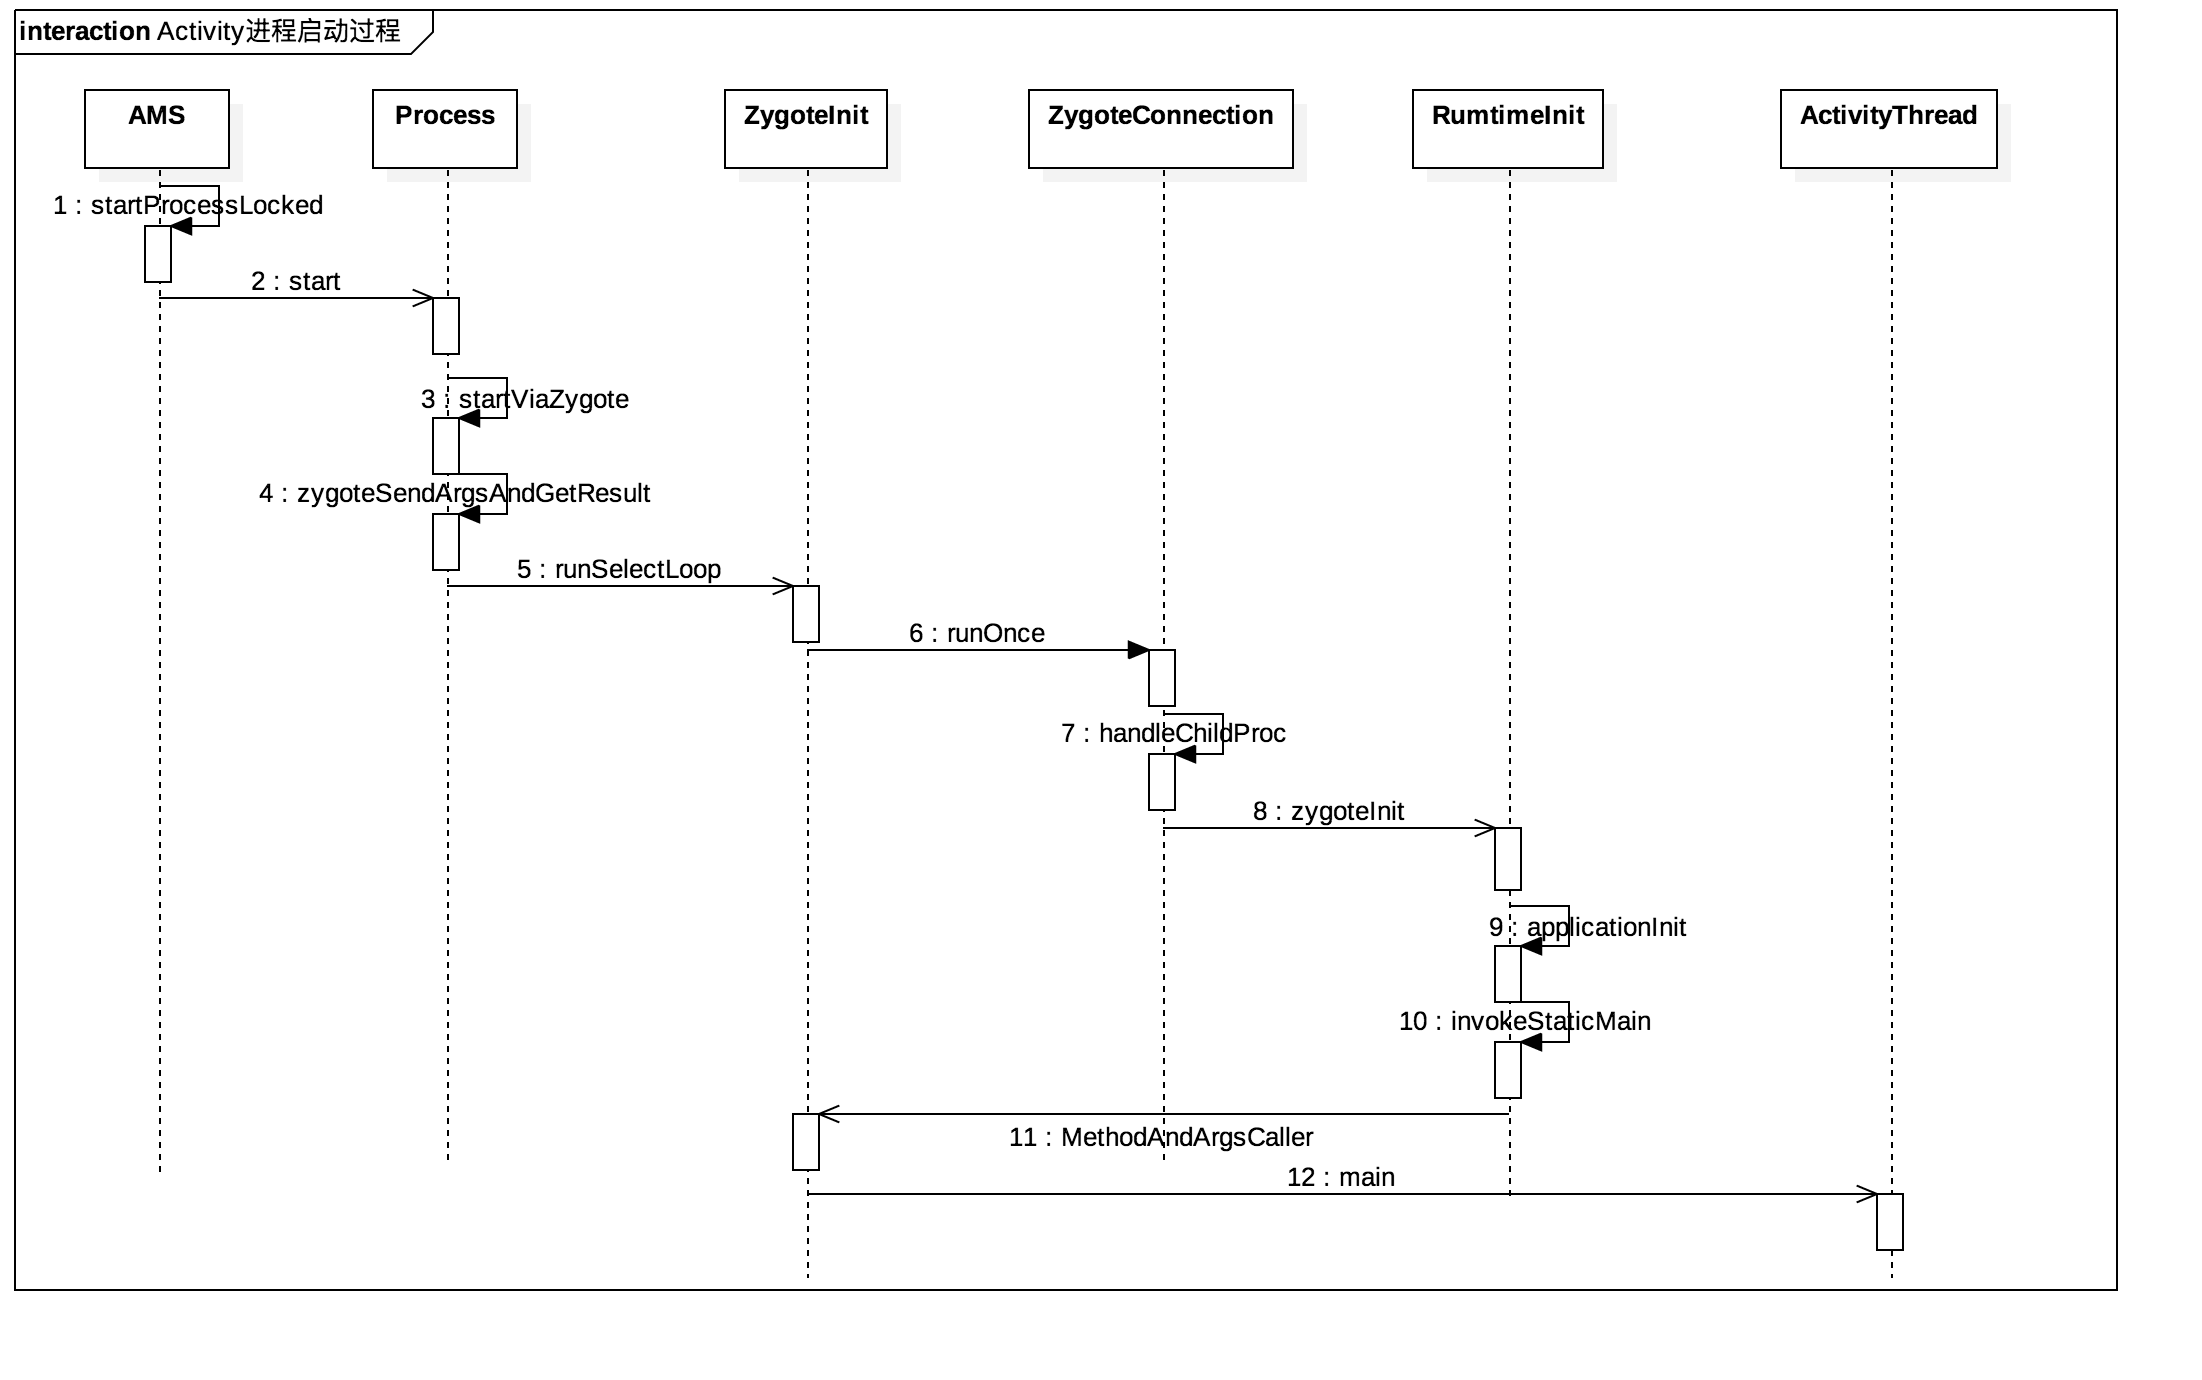 interaction Activity进程启动过程
AMS
Process
ZygoteInit
ZygoteConnection
RumtimeInit
ActivityThread
1 : startProcessLocked
2 : start
3 : startViaZygote
4 : zygoteSendArgsAndGetResult
5 : runSelectLoop
6 : runOnce
7 : handleChildProc
8 : zygoteInit
9 : applicationInit
10 : invokeStaticMain
11 : MethodAndArgsCaller
12 : main